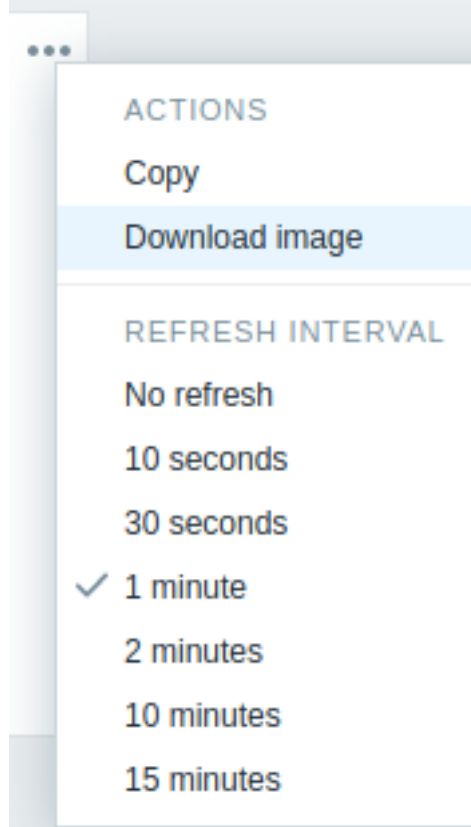 ACTIONS
Copy
Download image
REFRESH INTERVAL
No refresh
10 seconds
30 seconds
1 minute
2 minutes
10 minutes
15 minutes